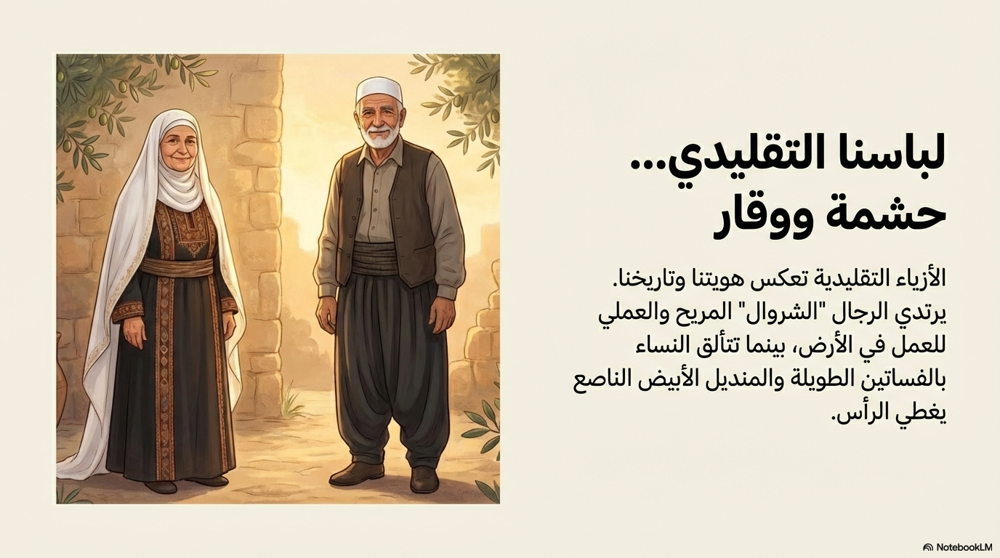 لباسنا التقليدي...
حشمة ووقار
الأزياء التقليدية تعكس هويتنا وتاريخنا.
يرتدي الرجال "الشروال" المريح والعملي
للعمل في الأرض، بينما تتألق النساء
بالفساتين الطويلة والمنديل الأبيض الناصع
يغطي الرأس.
NotebookLM